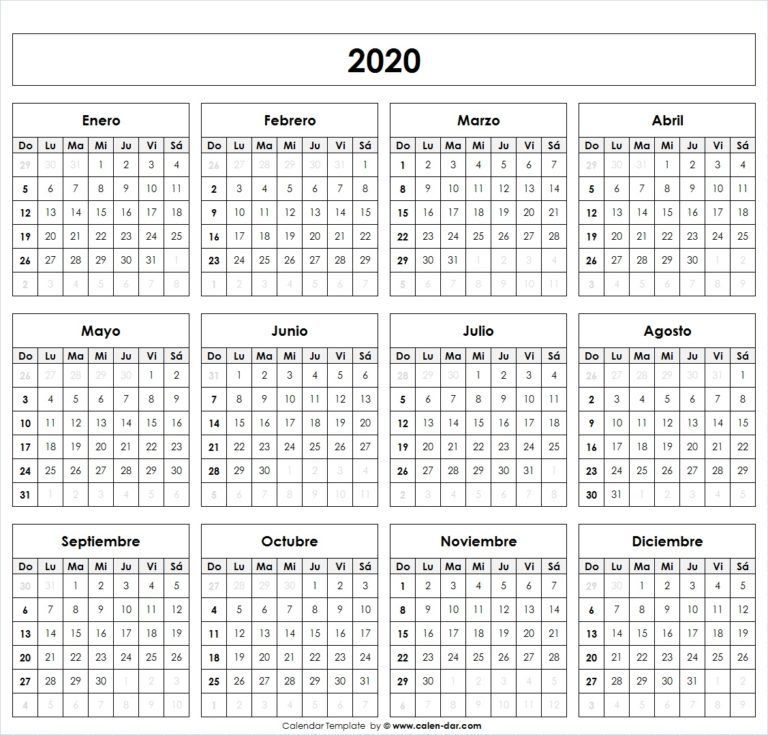 2020
Enero
Do Lu Ma Mi Ju Vi Sá
29 30 31 1 2 3 4
5 6 7 8 9 10 11
12 13 14 15 16 17 18
19 20 21 22 23 24 25
26 27 28 29 30 31 1
2 3 4 5 6 7 8
Febrero
Do Lu Ma Mi Ju Vi Sá
26 27 28 29 30 31 1
2 3 4 5 6 7 8
9 10 11 12 13 14 15
16 17 18 19 20 21 22
23 24 25 26 27 28 29
1 2 3 4 5 6 7
Marzo
Do Lu Ma Mi Ju Vi Sá
1 2 3 4 5 6 7
8 9 10 11 12 13 14
15 16 17 18 19 20 21
22 23 24 25 26 27 28
29 30 31 1 2 3 4
5 6 7 8 9 10 11
Abril
Do Lu Ma Mi Ju Vi Sá
29 30 31 1 2 3 4
5 6 7 8 9 10 11
12 13 14 15 16 17 18
19 20 21 22 23 24 25
26 27 28 29 30 1 2
3 4 5 6 7 8 9
Mayo
Do Lu Ma Mi Ju Vi Sá
26 27 28 29 30 1 2
3 4 5 6 7 8 9
10 11 12 13 14 15 16
17 18 19 20 21 22 23
24 25 26 27 28 29 30
31 1 2 3 4 5 6
Junio
Do Lu Ma Mi Ju Vi Sá
31 1 2 3 4 5 6
7 8 9 10 11 12 13
14 15 16 17 18 19 20
21 22 23 24 25 26 27
28 29 30 1 2 3 4
5 6 7 8 9 10 11
Julio
Do Lu Ma Mi Ju Vi Sá
28 29 30 1 2 3 4
5 6 7 8 9 10 11
12 13 14 15 16 17 18
19 20 21 22 23 24 25
26 27 28 29 30 31 1
2 3 4 5 6 7 8
Agosto
Do Lu Ma Mi Ju Vi Sá
26 27 28 29 30 31 1
2 3 4 5 6 7 8
9 10 11 12 13 14 15
16 17 18 19 20 21 22
23 24 25 26 27 28 29
30 31 1 2 3 4 5
Septiembre
Do Lu Ma Mi Ju Vi Sá
30 31 1 2 3 4 5
6 7 8 9 10 11 12
13 14 15 16 17 18 19
20 21 22 23 24 25 26
27 28 29 30 1 2 3
4 5 6 7 8 9 10
Octubre
Do Lu Ma Mi Ju Vi Sá
27 28 29 30 1 2 3
4 5 6 7 8 9 10
11 12 13 14 15 16 17
18 19 20 21 22 23 24
25 26 27 28 29 30 31
1 2 3 4 5 6 7
Noviembre
Do Lu Ma Mi Ju Vi Sá
1 2 3 4 5 6 7
8 9 10 11 12 13 14
15 16 17 18 19 20 21
22 23 24 25 26 27 28
29 30 1 2 3 4 5
6 7 8 9 10 11 12
Diciembre
Do Lu Ma Mi Ju Vi Sá
29 30 1 2 3 4 5
6 7 8 9 10 11 12
13 14 15 16 17 18 19
20 21 22 23 24 25 26
27 28 29 30 31 1 2
3 4 5 6 7 8 9
Calendar Template by © www.calen-dar.com